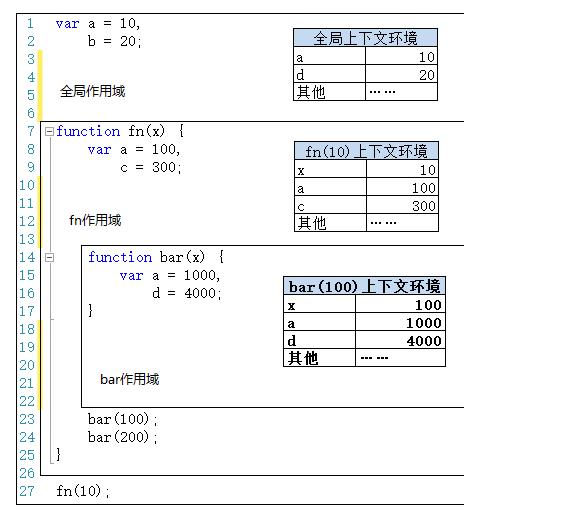 1 var a = 10,
2 b = 20;
3
4
5
6
全局作用域
全局上下文环境
a 10
d 20
其他 ……
7 function fn(x) {
8 var a = 100,
9 c = 300;
10
11
12
13
fn作用域
fn(10)上下文环境
x 10
a 100
c 300
其他 ……
14 function bar(x) {
15 var a = 1000,
16 d = 4000;
17 }
18
19
20
21
22
bar作用域
bar(100)上下文环境
x 100
a 1000
d 4000
其他 ……
23 bar(100);
24 bar(200);
25 }
26
27 fn(10);